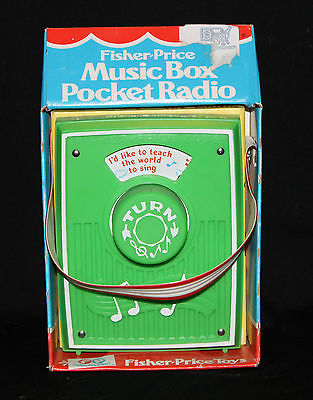 Fisher-Price
Music Box
Pocket Radio
I'd like to teach
the world
to sing
TURN
Fisher-Price Toys